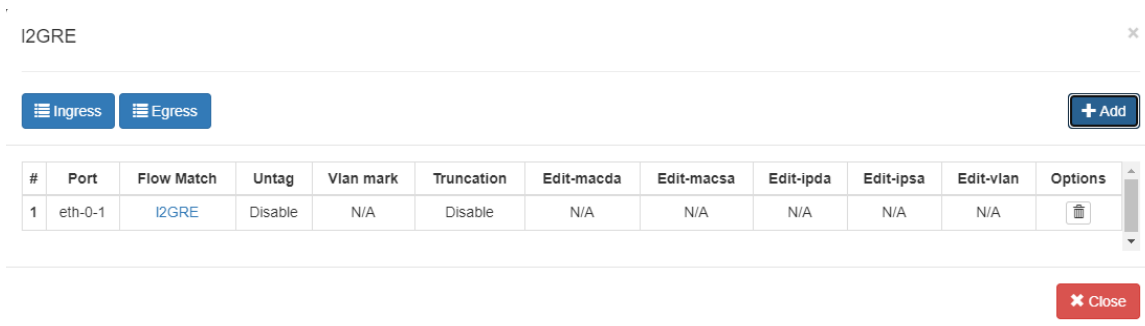 l2GRE ×
Ingress Egress + Add
# Port Flow Match Untag Vlan mark Truncation Edit-macda Edit-macsa Edit-ipda Edit-ipsa Edit-vlan Options
1 eth-0-1 l2GRE Disable N/A Disable N/A N/A N/A N/A N/A
✖ Close